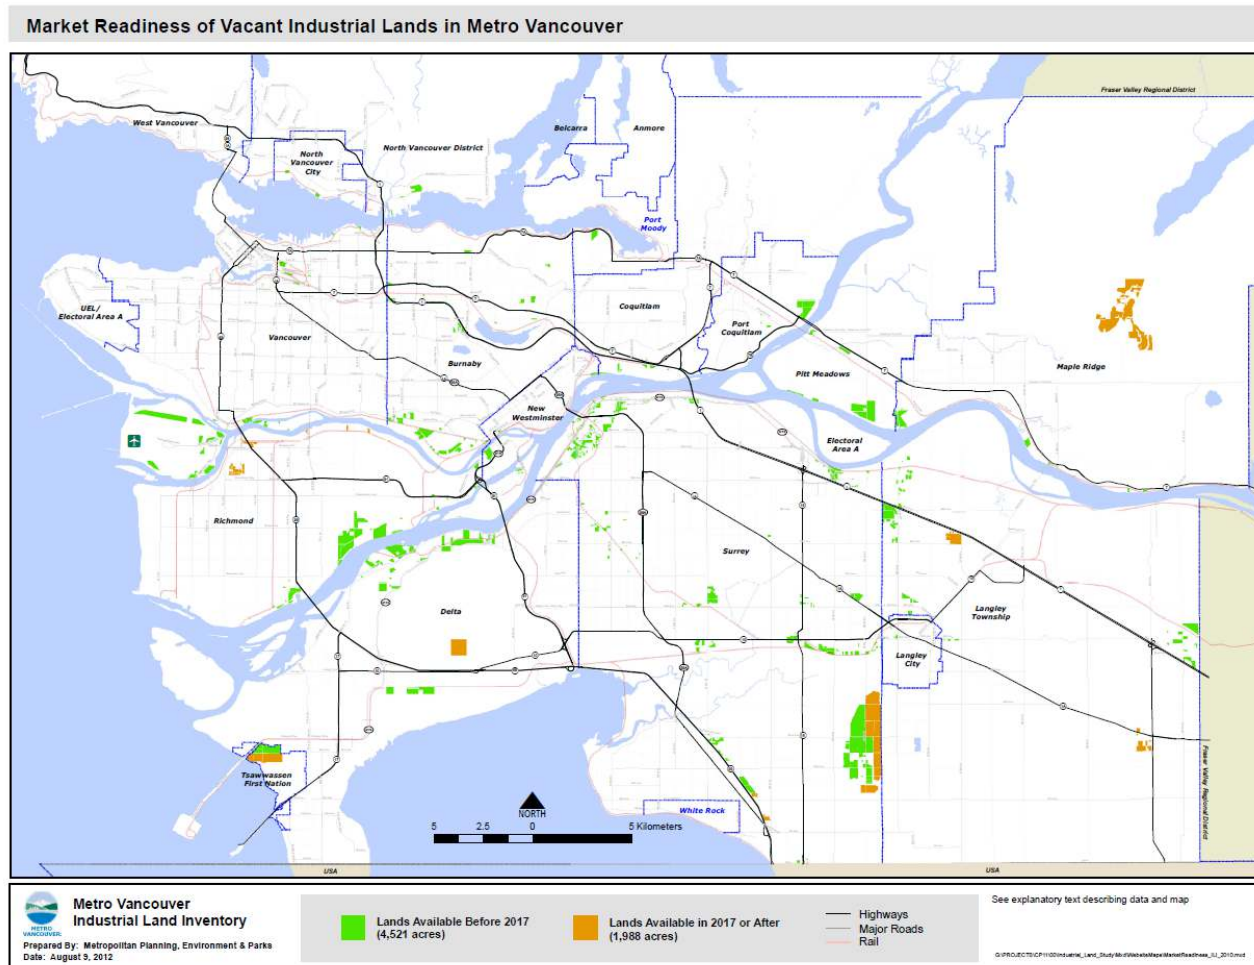 Market Readiness of Vacant Industrial Lands in Metro Vancouver
Fraser Valley Regional District
West Vancouver
Belcarra
Anmore
North
Vancouver
City
North Vancouver District
Port
Moody
UEL/
Electoral Area A
Coquitlam
Port
Coquitlam
Vancouver
Burnaby
Pitt Meadows
Maple Ridge
New
Westminster
Electoral
Area A
Richmond
Surrey
Delta
Langley
Township
Langley
City
Tsawwassen
First Nation
White Rock
Fraser Valley Regional District
NORTH
5 2.5 0 5 Kilometers
USA
USA
METRO
VANCOUVER
Metro Vancouver
Industrial Land Inventory
Prepared By: Metropolitan Planning, Environment & Parks
Date: August 9, 2012
Lands Available Before 2017
(4,521 acres)
Lands Available in 2017 or After
(1,988 acres)
Highways
Major Roads
Rail
See explanatory text describing data and map